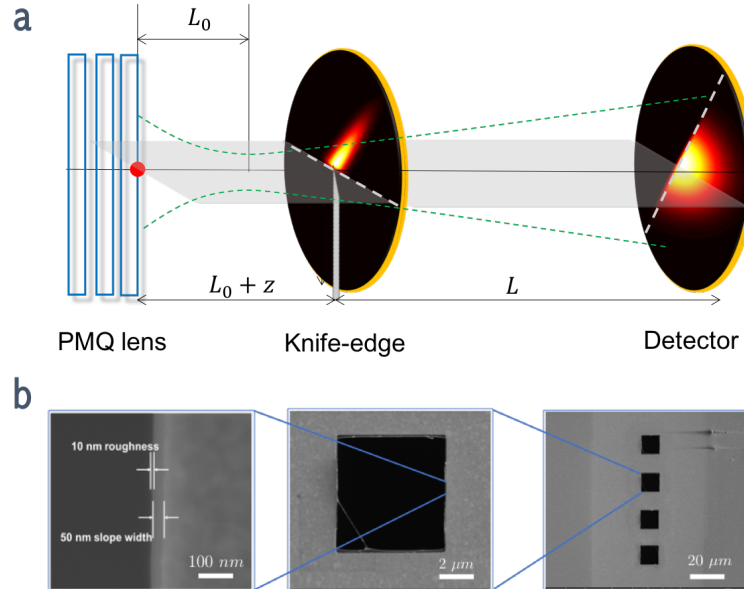 a
L₀
L₀ + z
L
PMQ lens
Knife-edge
Detector
b
10 nm roughness
50 nm slope width
100 nm
2 μm
20 μm